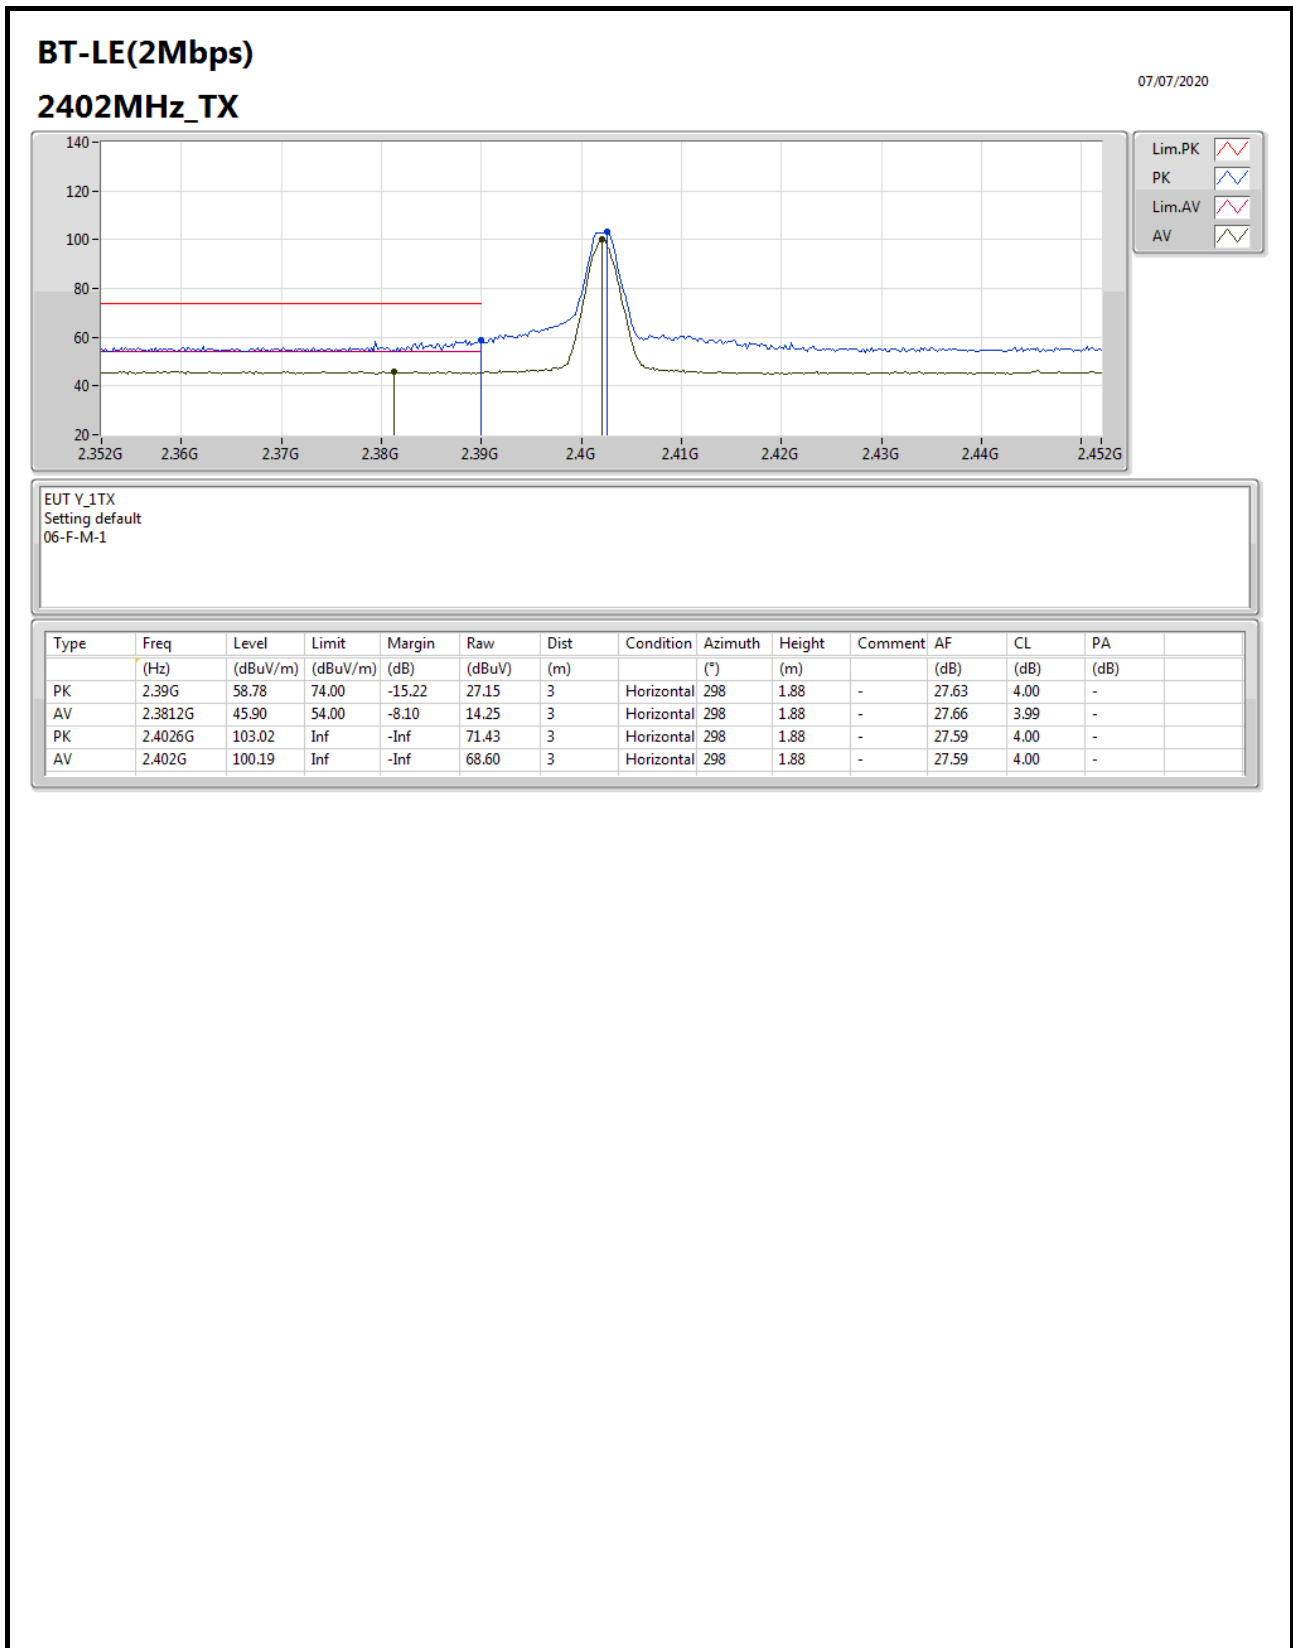 BT-LE(2Mbps)
07/07/2020
2402MHz_TX
140
120
100
80
60
40
20
2.352G 2.36G 2.37G 2.38G 2.39G 2.4G 2.41G 2.42G 2.43G 2.44G 2.452G
Lim.PK
PK
Lim.AV
AV
EUT Y_1TX
Setting default
06-F-M-1
Type Freq Level Limit Margin Raw Dist Condition Azimuth Height Comment AF CL PA
(Hz) (dBuV/m) (dBuV/m) (dB) (dBuV) (m) (°) (m) (dB) (dB) (dB)
PK 2.39G 58.78 74.00 -15.22 27.15 3 Horizontal 298 1.88 - 27.63 4.00 -
AV 2.3812G 45.90 54.00 -8.10 14.25 3 Horizontal 298 1.88 - 27.66 3.99 -
PK 2.4026G 103.02 Inf -Inf 71.43 3 Horizontal 298 1.88 - 27.59 4.00 -
AV 2.402G 100.19 Inf -Inf 68.60 3 Horizontal 298 1.88 - 27.59 4.00 -